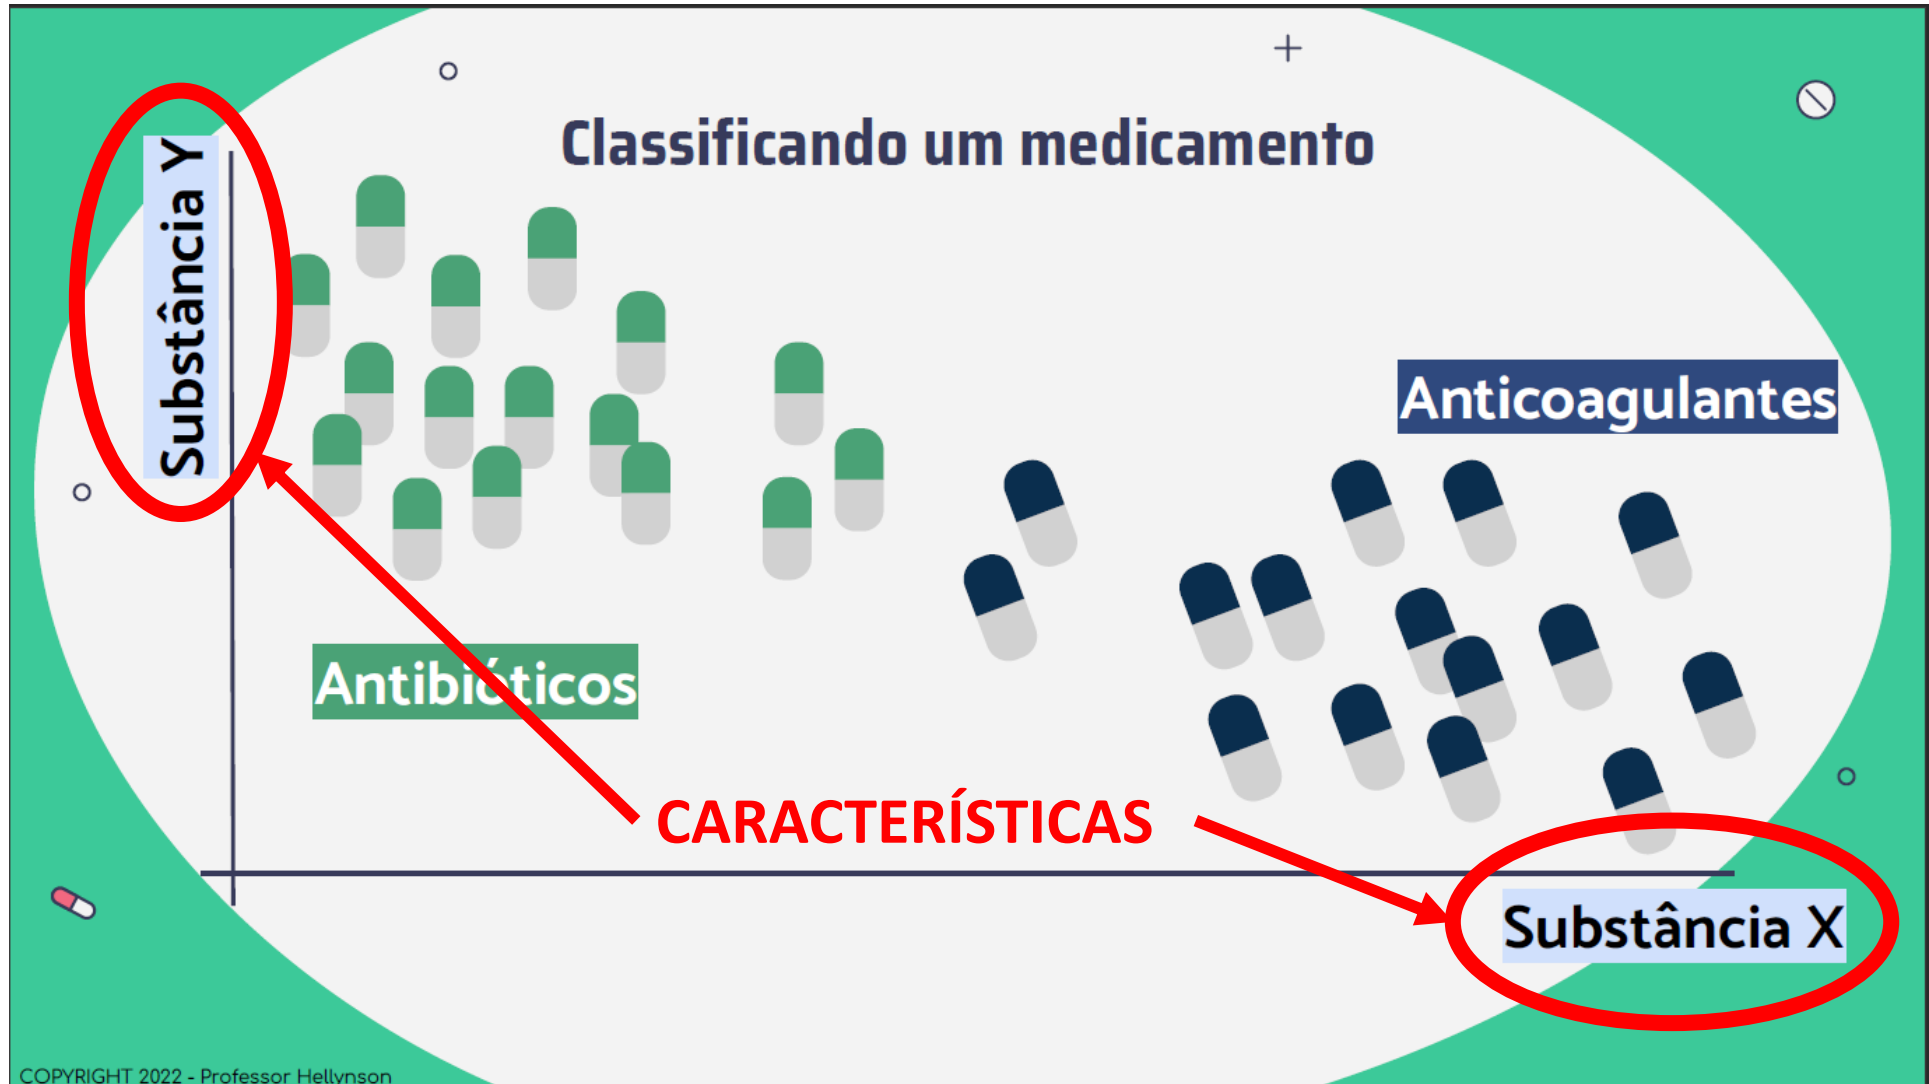 Classificando um medicamento
Substância Y
Anticoagulantes
Antibióticos
CARACTERÍSTICAS
Substância X
COPYRIGHT 2022 - Professor Hellynson